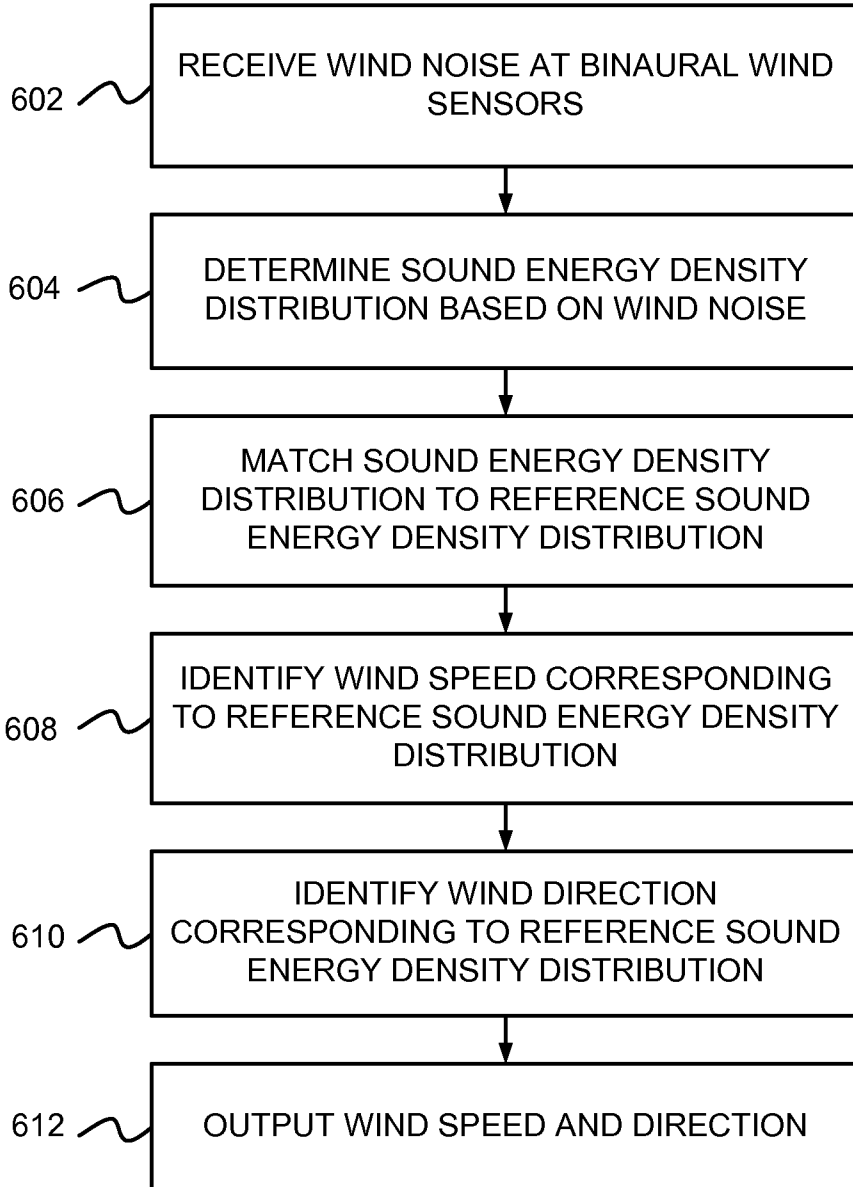 602
RECEIVE WIND NOISE AT BINAURAL WIND
SENSORS
604
DETERMINE SOUND ENERGY DENSITY
DISTRIBUTION BASED ON WIND NOISE
606
MATCH SOUND ENERGY DENSITY
DISTRIBUTION TO REFERENCE SOUND
ENERGY DENSITY DISTRIBUTION
608
IDENTIFY WIND SPEED CORRESPONDING
TO REFERENCE SOUND ENERGY DENSITY
DISTRIBUTION
610
IDENTIFY WIND DIRECTION
CORRESPONDING TO REFERENCE SOUND
ENERGY DENSITY DISTRIBUTION
612
OUTPUT WIND SPEED AND DIRECTION